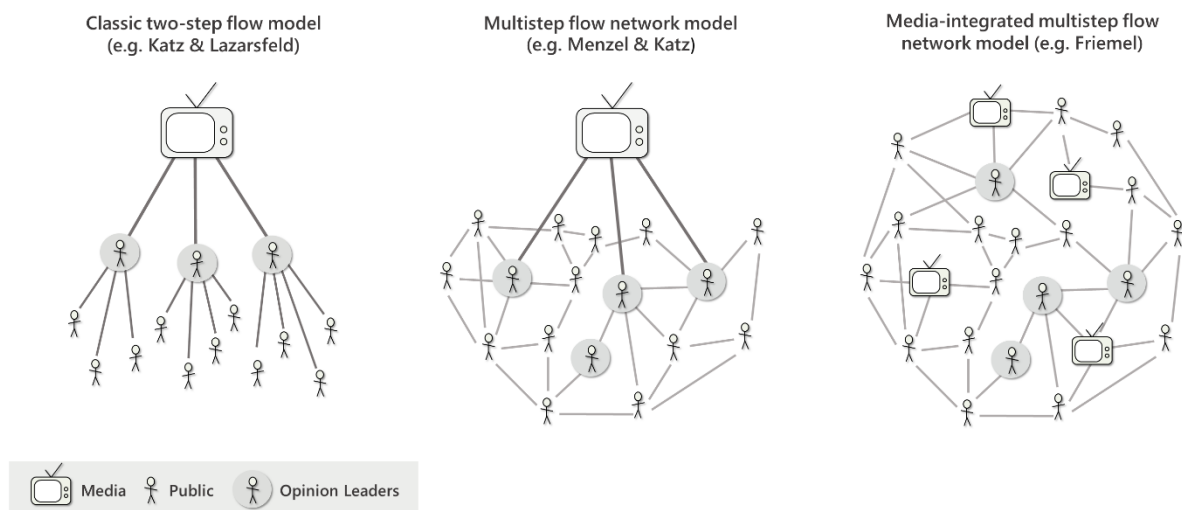 Classic two-step flow model
(e.g. Katz & Lazarsfeld)
Multistep flow network model
(e.g. Menzel & Katz)
Media-integrated multistep flow
network model (e.g. Friemel)
Media
Public
Opinion Leaders